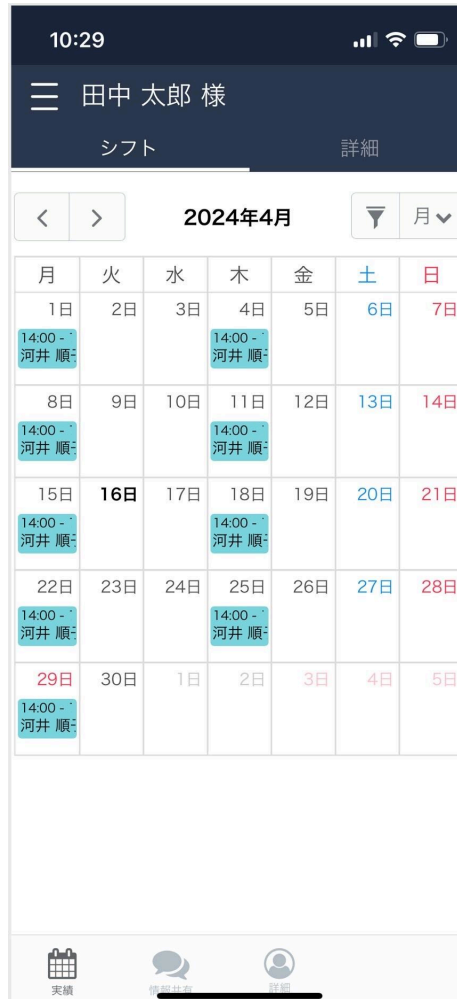 10:29
田中 太郎 様
シフト 詳細
2024年4月 月
月 火 水 木 金 土 日
1日 2日 3日 4日 5日 6日 7日
14:00 - 14:00 -
河井 順 河井 順
8日 9日 10日 11日 12日 13日 14日
14:00 - 14:00 -
河井 順 河井 順
15日 16日 17日 18日 19日 20日 21日
14:00 - 14:00 -
河井 順 河井 順
22日 23日 24日 25日 26日 27日 28日
14:00 - 14:00 -
河井 順 河井 順
29日 30日 1日 2日 3日 4日 5日
14:00 -
河井 順
実績 情報共有 詳細